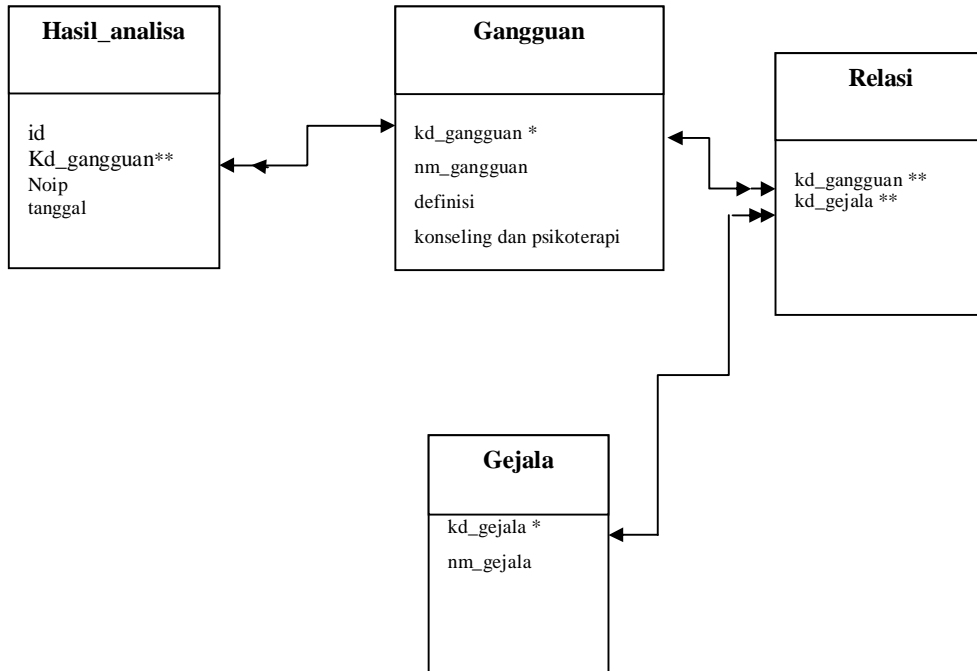 Hasil_analisa
id
Kd_gangguan**
Noip
tanggal
Gangguan
kd_gangguan *
nm_gangguan
definisi
konseling dan psikoterapi
Relasi
kd_gangguan **
kd_gejala **
Gejala
kd_gejala *
nm_gejala